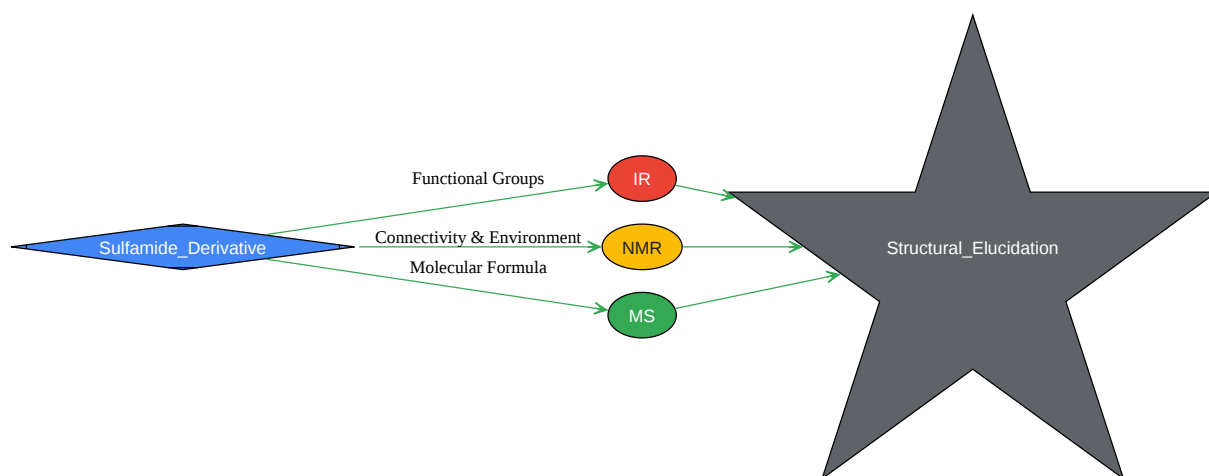 Functional Groups
IR
Sulfamide_Derivative
Connectivity & Environment
NMR
Structural_Elucidation
Molecular Formula
MS